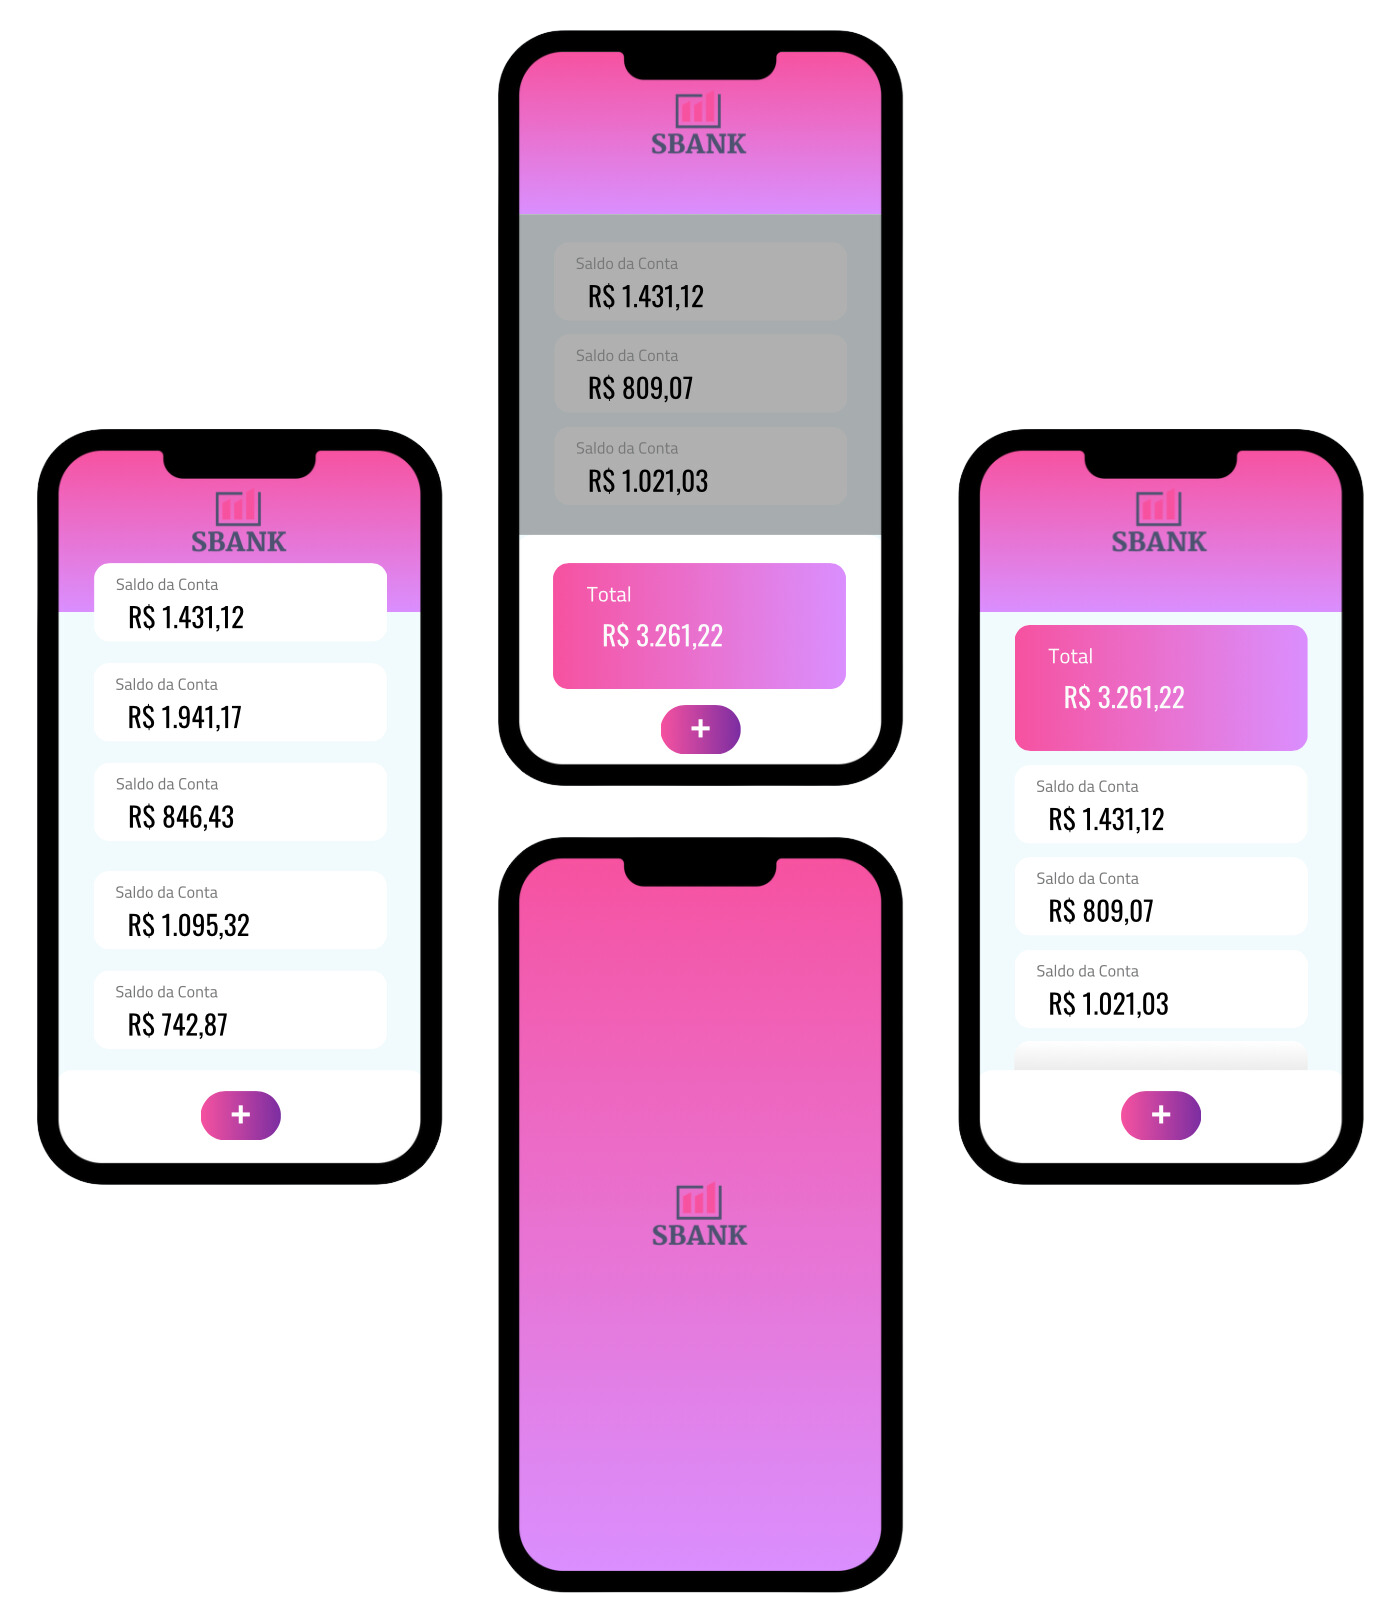 SBANK
Saldo da Conta
R$ 1.431,12
Saldo da Conta
R$ 809,07
Saldo da Conta
R$ 1.021,03
Total
R$ 3.261,22
+
SBANK
Saldo da Conta
R$ 1.431,12
Saldo da Conta
R$ 1.941,17
Saldo da Conta
R$ 846,43
Saldo da Conta
R$ 1.095,32
Saldo da Conta
R$ 742,87
+
SBANK
Total
R$ 3.261,22
Saldo da Conta
R$ 1.431,12
Saldo da Conta
R$ 809,07
Saldo da Conta
R$ 1.021,03
+
SBANK